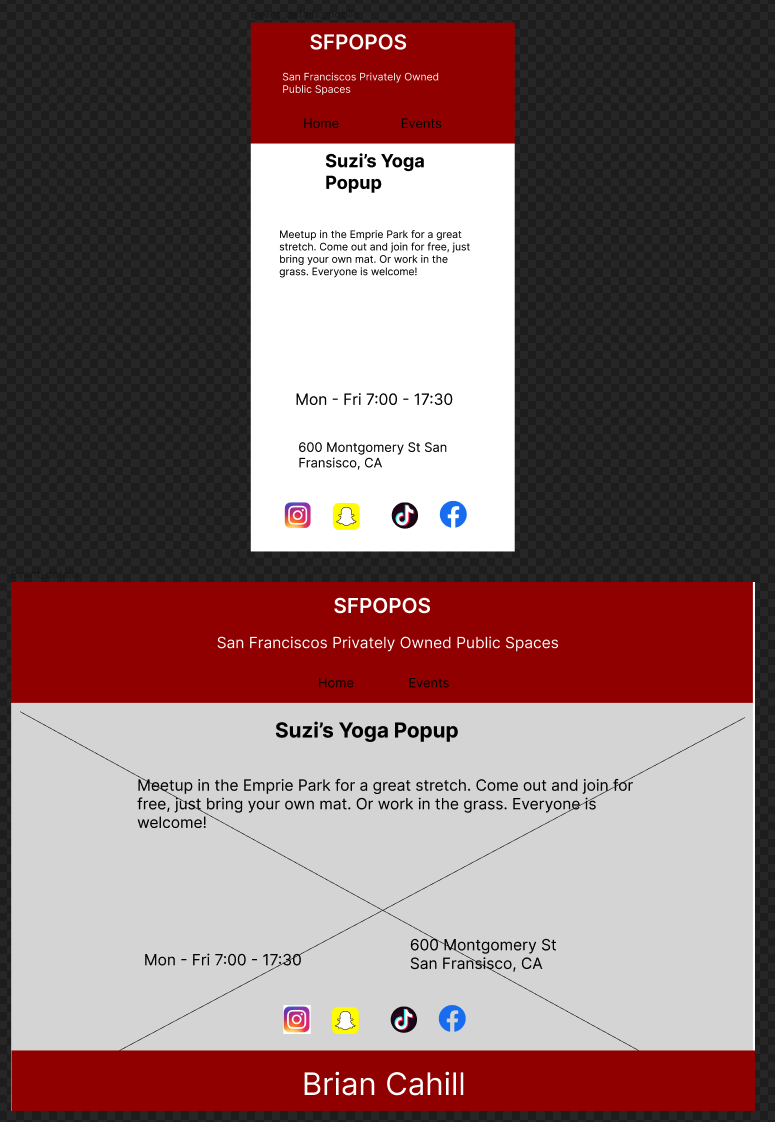 SFPOPOS
San Franciscos Privately Owned
Public Spaces
Home Events
Suzi’s Yoga
Popup
Meetup in the Emprie Park for a great
stretch. Come out and join for free, just
bring your own mat. Or work in the
grass. Everyone is welcome!
Mon - Fri 7:00 - 17:30
600 Montgomery St San
Fransisco, CA
SFPOPOS
San Franciscos Privately Owned Public Spaces
Home Events
Suzi’s Yoga Popup
Meetup in the Emprie Park for a great stretch. Come out and join for
free, just bring your own mat. Or work in the grass. Everyone is
welcome!
Mon - Fri 7:00 - 17:30
600 Montgomery St
San Fransisco, CA
Brian Cahill